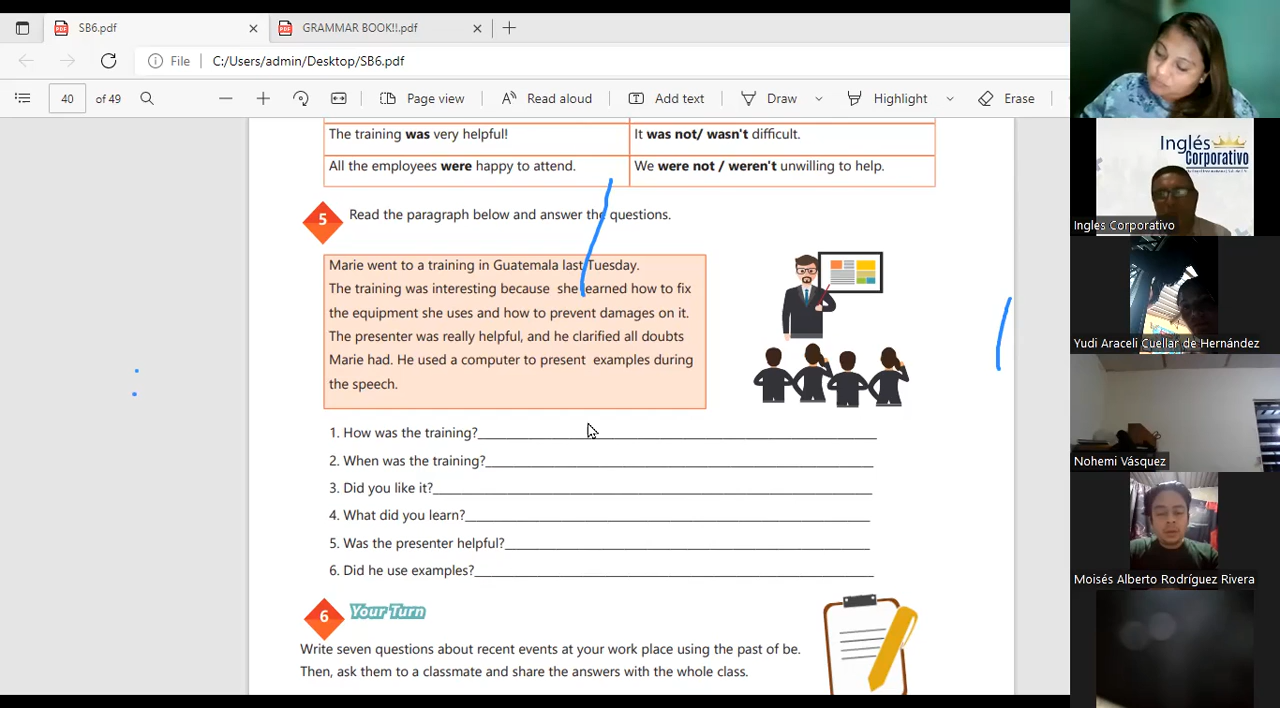 SB6.pdf
GRAMMAR BOOK!!.pdf
File C:/Users/admin/Desktop/SB6.pdf
40 of 49
Page view
Read aloud
Add text
Draw
Highlight
Erase
The training was very helpful!
It was not/ wasn't difficult.
All the employees were happy to attend.
We were not / weren't unwilling to help.
5 Read the paragraph below and answer the questions.
Marie went to a training in Guatemala last Tuesday.
The training was interesting because she learned how to fix
the equipment she uses and how to prevent damages on it.
The presenter was really helpful, and he clarified all doubts
Marie had. He used a computer to present examples during
the speech.
1. How was the training?
2. When was the training?
3. Did you like it?
4. What did you learn?
5. Was the presenter helpful?
6. Did he use examples?
6 Your Turn
Write seven questions about recent events at your work place using the past of be.
Then, ask them to a classmate and share the answers with the whole class.
Inglés
Corporativo
Ingles Corporativo
Yudi Araceli Cuellar de Hernández
Nohemi Vásquez
Moisés Alberto Rodríguez Rivera